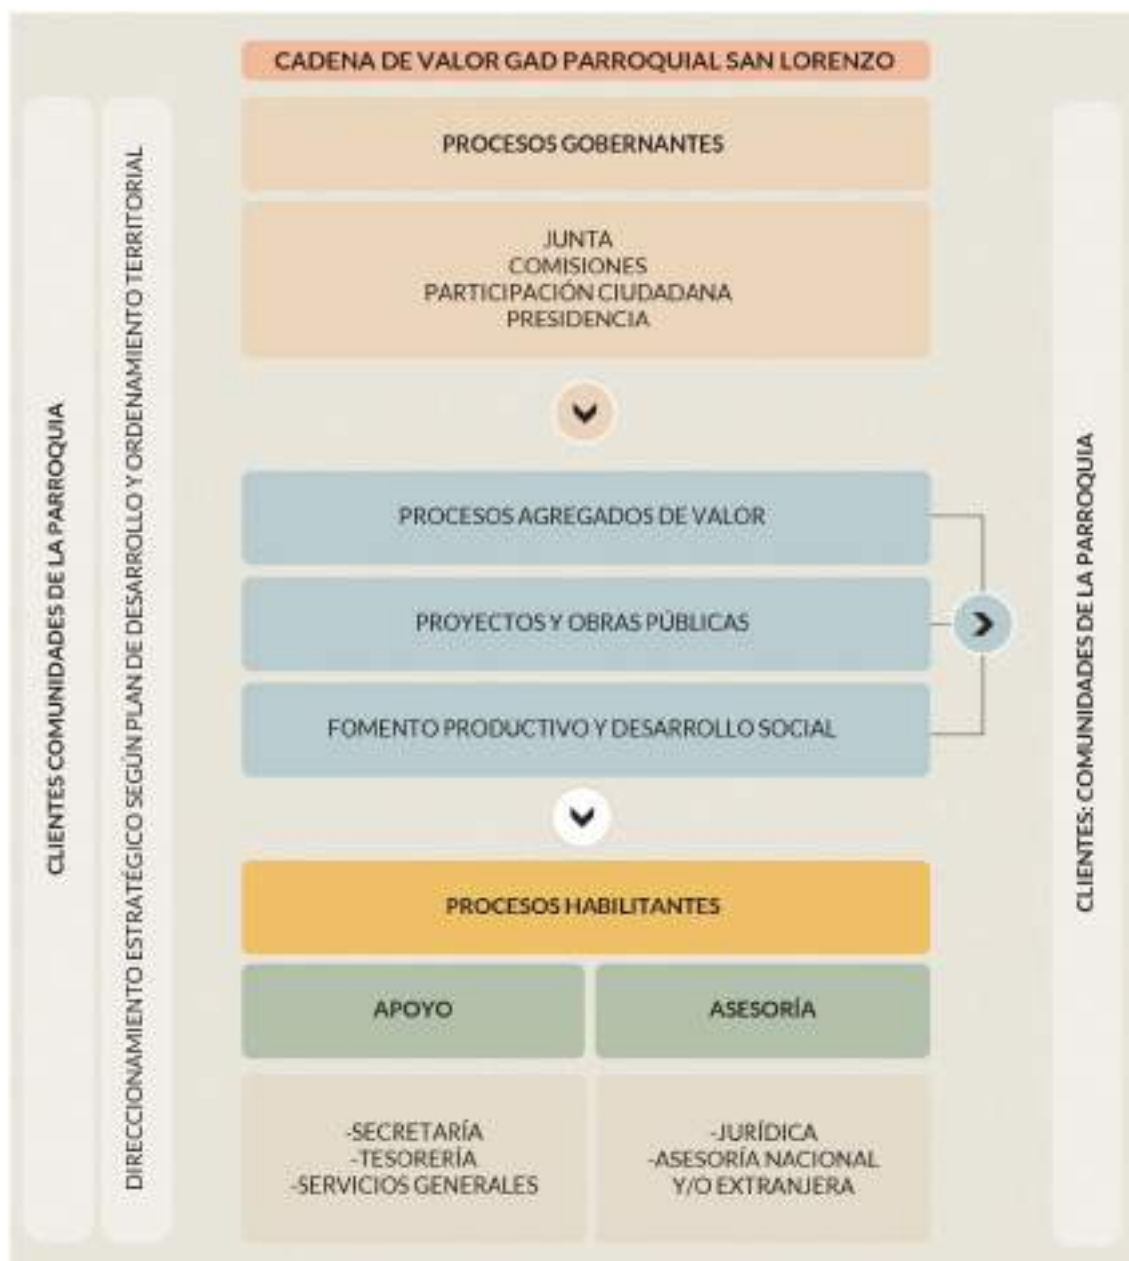 CADENA DE VALOR GAD PARROQUIAL SAN LORENZO
CLIENTES COMUNIDADES DE LA PARROQUIA
DIRECCIONAMIENTO ESTRATÉGICO SEGÚN PLAN DE DESARROLLO Y ORDENAMIENTO TERRITORIAL
PROCESOS GOBERNANTES
JUNTA
COMISIONES
PARTICIPACIÓN CIUDADANA
PRESIDENCIA
PROCESOS AGREGADOS DE VALOR
PROYECTOS Y OBRAS PÚBLICAS
FOMENTO PRODUCTIVO Y DESARROLLO SOCIAL
PROCESOS HABILITANTES
APOYO
-SECRETARÍA
-TESORERÍA
-SERVICIOS GENERALES
ASESORÍA
-JURÍDICA
-ASESORÍA NACIONAL
Y/O EXTRANJERA
CLIENTES: COMUNIDADES DE LA PARROQUIA